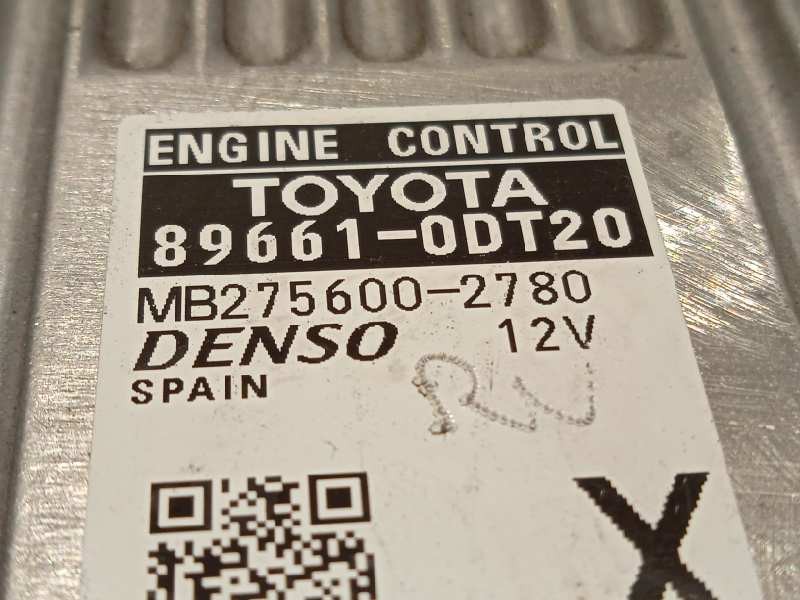 ENGINE CONTROL
TOYOTA
89661-0DT20
MB275600-2780
DENSO 12V
SPAIN
X